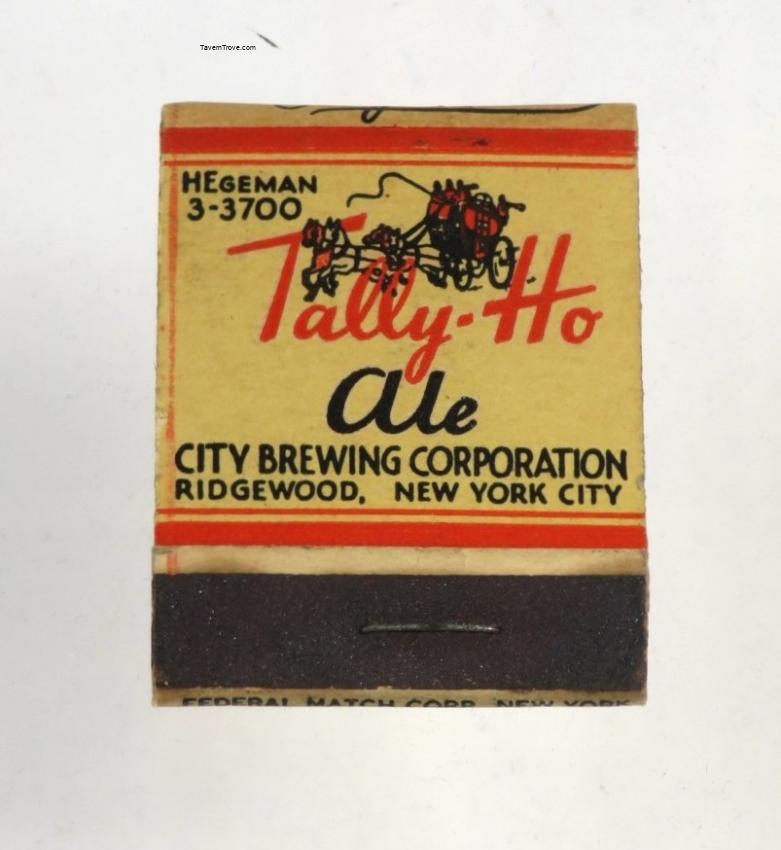 TavernTrove.com
HEGEMAN
3-3700
Tally-Ho
Ale
CITY BREWING CORPORATION
RIDGEWOOD, NEW YORK CITY
FEDERAL MATCH CORP. NEW YORK